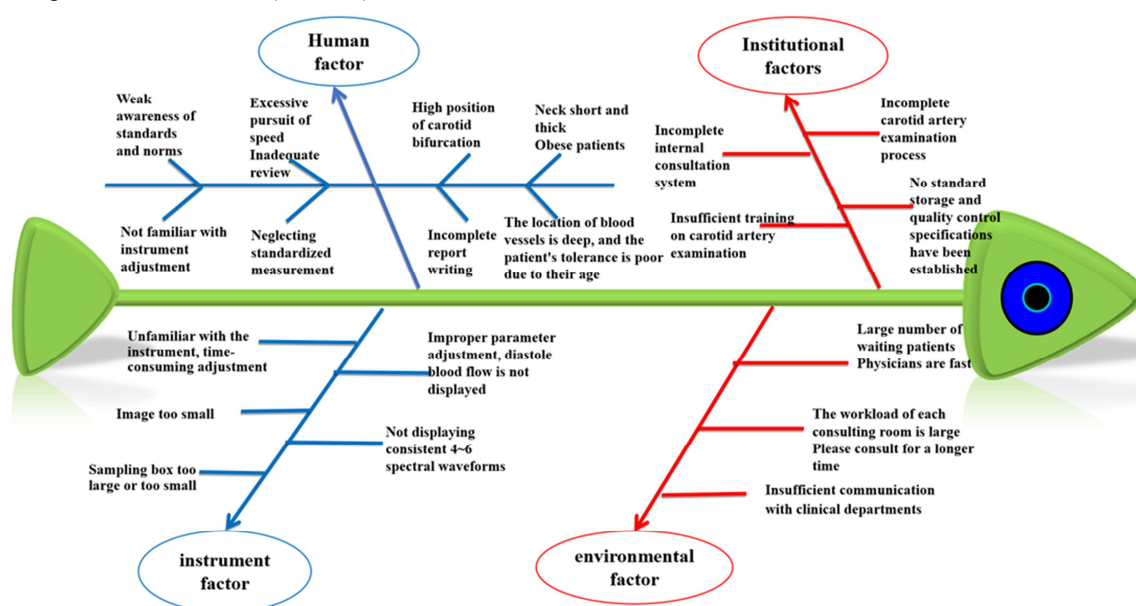 Human
factor
Institutional
factors
Weak
awareness of
standards
and norms
Excessive
pursuit of
speed
Inadequate
review
High position
of carotid
bifurcation
Neck short and
thick
Obese patients
Not familiar with
instrument
adjustment
Neglecting
standardized
measurement
Incomplete
report
writing
The location of blood
vessels is deep, and the
patient's tolerance is poor
due to their age
Incomplete
internal
consultation
system
Incomplete
carotid artery
examination
process
Insufficient training
on carotid artery
examination
No standard
storage and
quality control
specifications
have been
established
Unfamiliar with the
instrument, time-
consuming adjustment
Improper parameter
adjustment, diastole
blood flow is not
displayed
Image too small
Not displaying
consistent 4~6
spectral waveforms
Sampling box too
large or too small
instrument
factor
Large number of
waiting patients
Physicians are fast
The workload of each
consulting room is large
Please consult for a longer
time
Insufficient communication
with clinical departments
environmental
factor